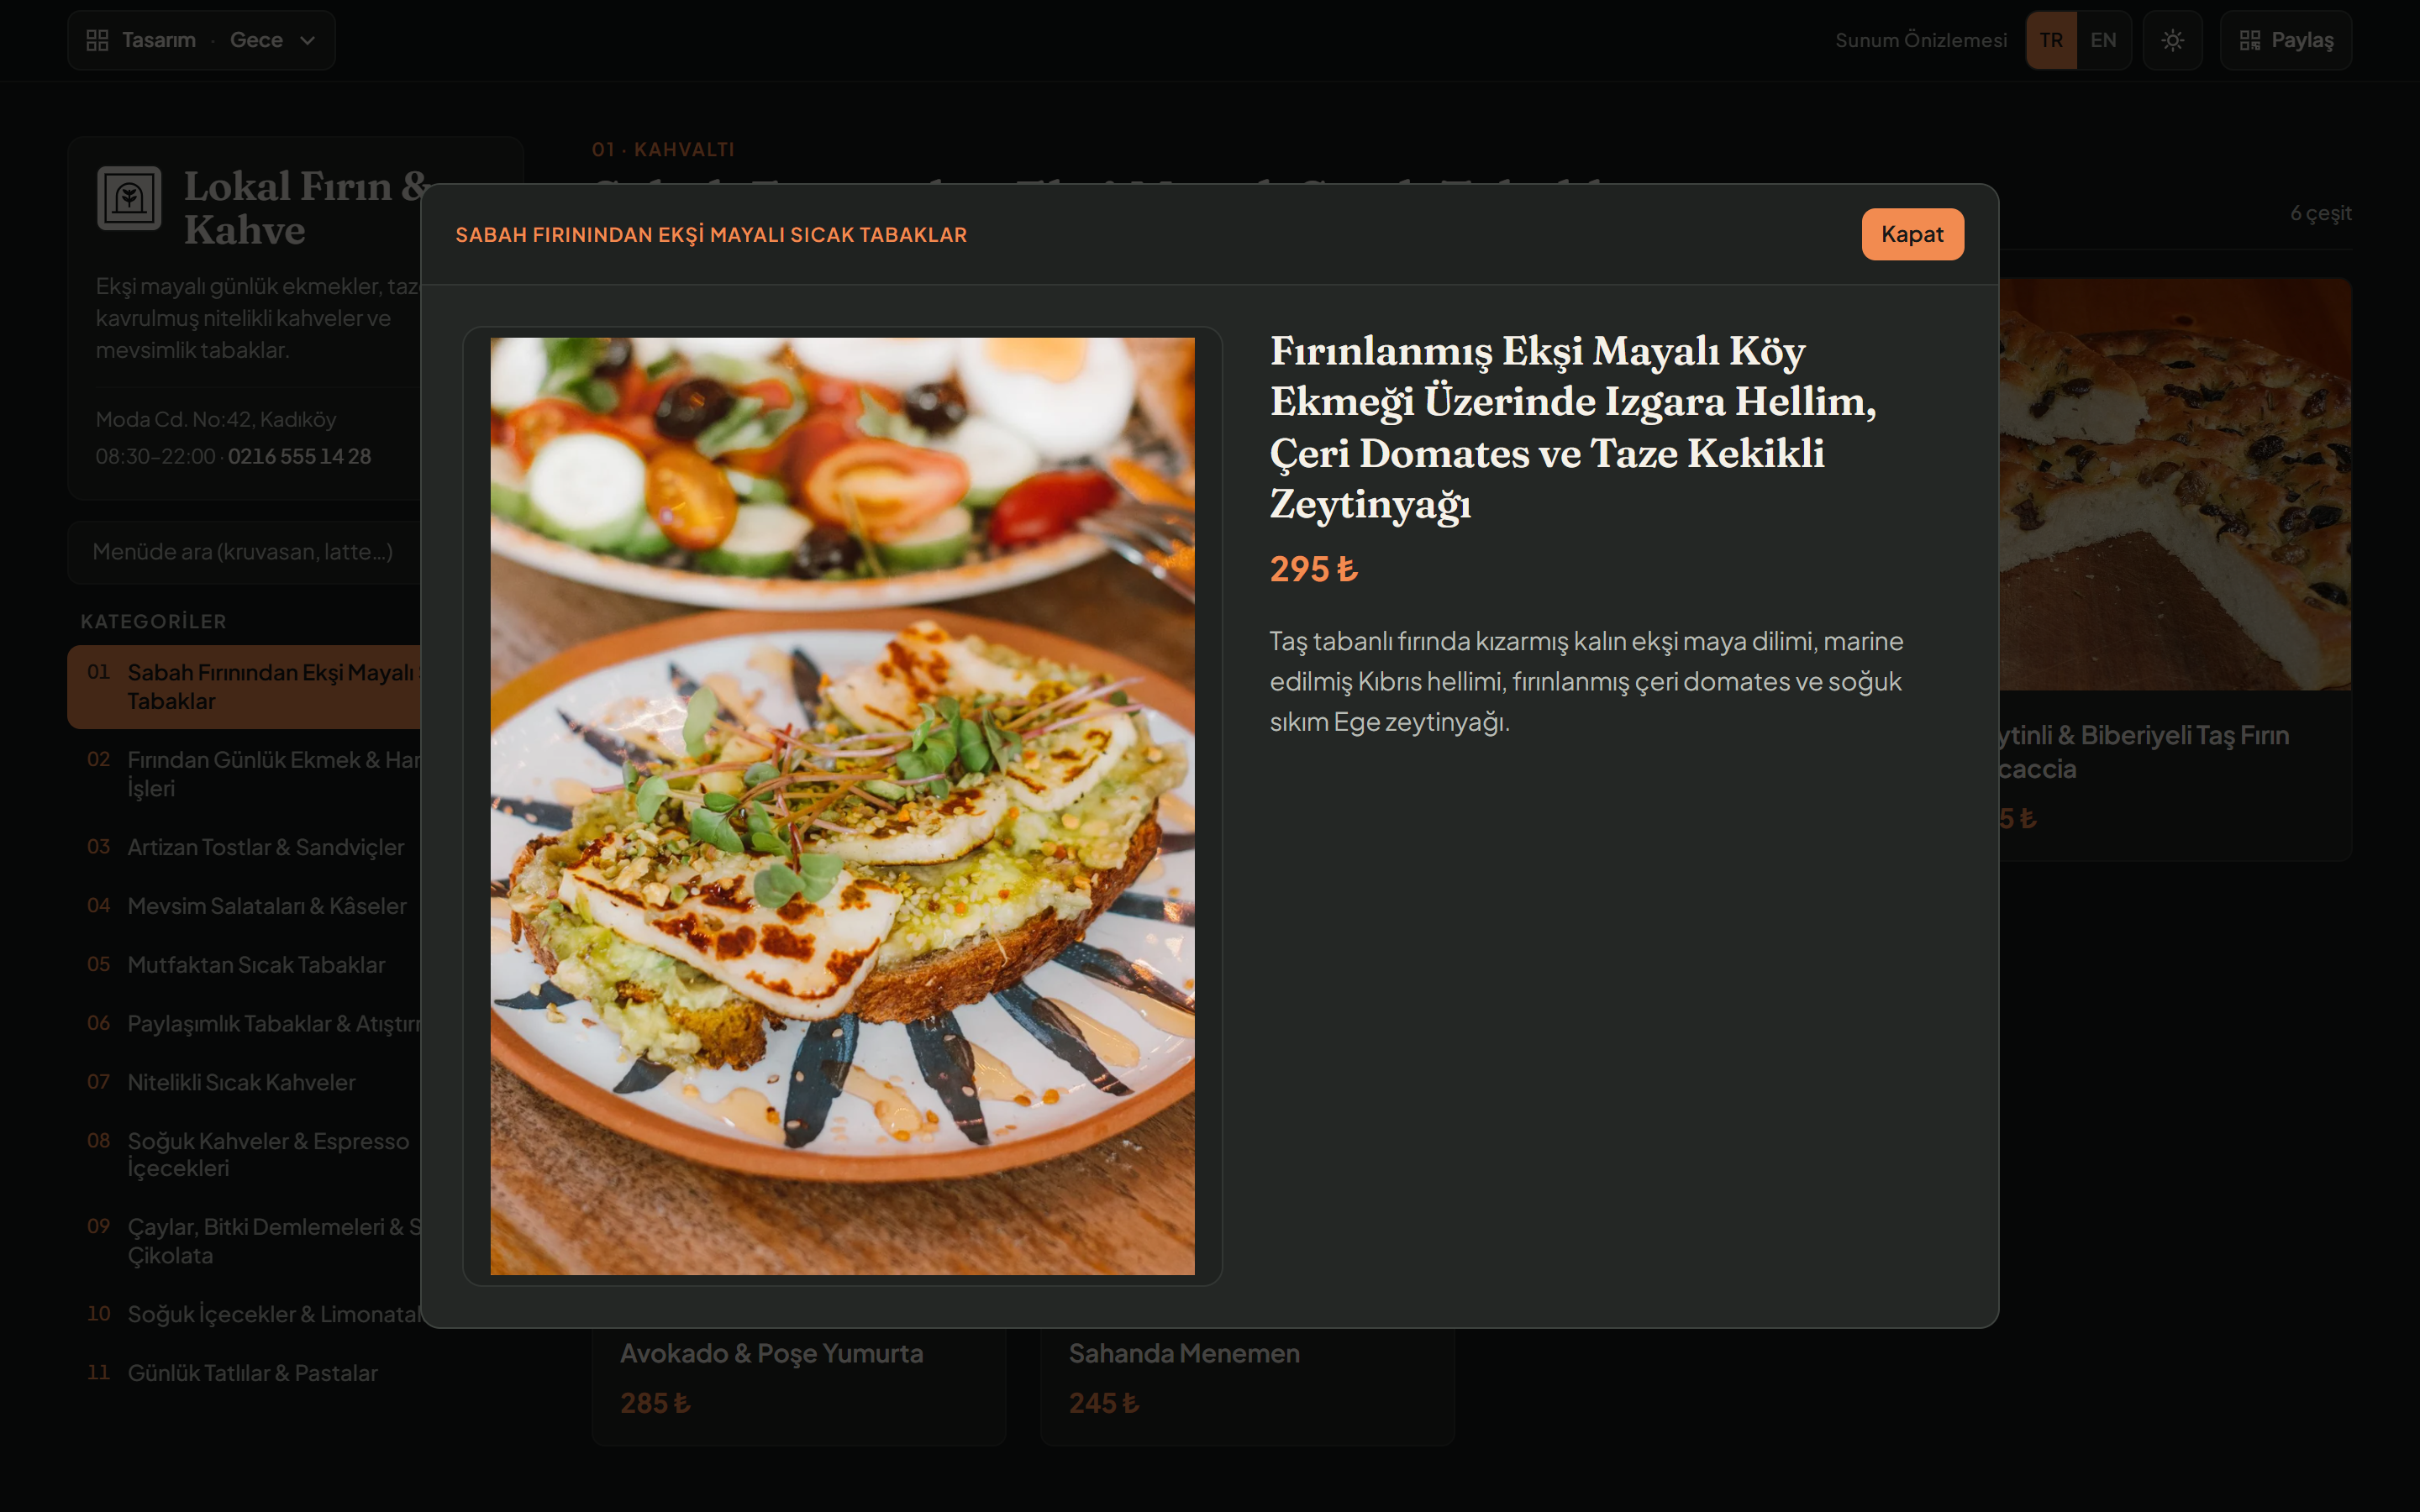 Tasarım · Gece
Sunum Önizlemesi
TR
EN
Paylaş
Lokal Fırın &
Kahve
Ekşi mayalı günlük ekmekler, taze
kavrulmuş nitelikli kahveler ve
mevsimlik tabaklar.
Moda Cd. No:42, Kadıköy
08:30–22:00 · 0216 555 14 28
Menüde ara (kruvasan, latte…)
KATEGORİLER
01 Sabah Fırınından Ekşi Mayalı
Tabaklar
02 Fırından Günlük Ekmek &
İşleri
03 Artizan Tostlar & Sandviçler
04 Mevsim Salataları & Kâseler
05 Mutfaktan Sıcak Tabaklar
06 Paylaşımlık Tabaklar &
07 Nitelikli Sıcak Kahveler
08 Soğuk Kahveler & Espresso
İçecekleri
09 Çaylar, Bitki Demlemeleri &
Çikolata
10 Soğuk İçecekler &
11 Günlük Tatlılar & Pastalar
01 · KAHVALTI
6 çeşit
SABAH FIRININDAN EKŞİ MAYALI SICAK TABAKLAR
Kapat
Fırınlanmış Ekşi Mayalı Köy
Ekmeği Üzerinde Izgara Hellim,
Çeri Domates ve Taze Kekikli
Zeytinyağı
295 ₺
Taş tabanlı fırında kızarmış kalın ekşi maya dilimi, marine
edilmiş Kıbrıs hellimi, fırınlanmış çeri domates ve soğuk
sıkım Ege zeytinyağı.
ytinli & Biberiyeli Taş Fırın
caccia
5 ₺
Avokado & Poşe Yumurta
285 ₺
Sahanda Menemen
245 ₺